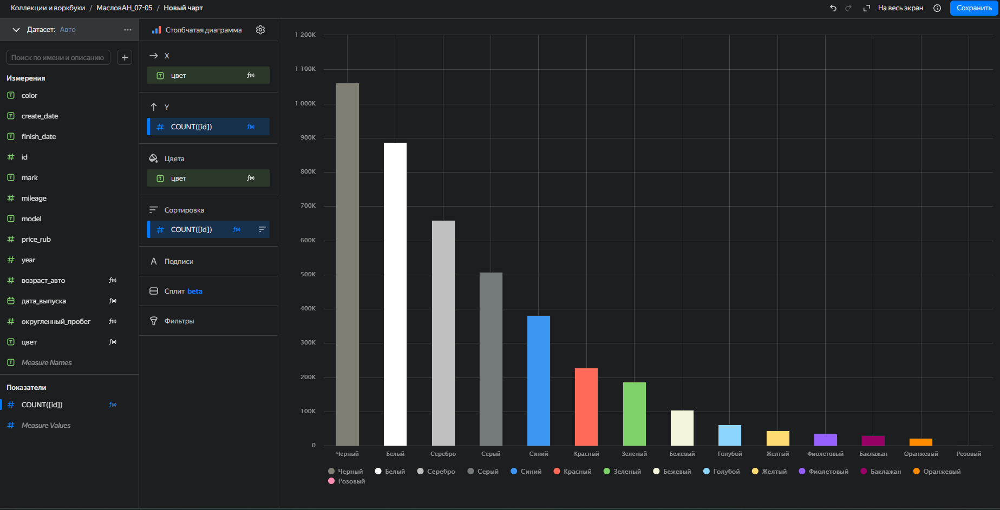 Коллекции и воркбуки / МасловАН_07-05 / Новый чарт
На весь экран
Сохранить
Датасет: Авто
Поиск по имени и описанию
Измерения
color
create_date
finish_date
id
mark
mileage
model
price_rub
year
возраст_авто
дата_выпуска
округленный_пробег
цвет
Measure Names
Показатели
COUNT([id])
Measure Values
Столбчатая диаграмма
X
цвет
Y
COUNT([id])
Цвета
цвет
Сортировка
COUNT([id])
Подписи
Сплит beta
Фильтры
1 200K
1 100K
1 000K
900K
800K
700K
600K
500K
400K
300K
200K
100K
0
Черный Белый Серебро Серый Синий Красный Зеленый Бежевый Голубой Желтый Фиолетовый Баклажан Оранжевый Розовый
Черный Белый Серебро Серый Синий Красный Зеленый Бежевый Голубой Желтый Фиолетовый Баклажан Оранжевый
Розовый